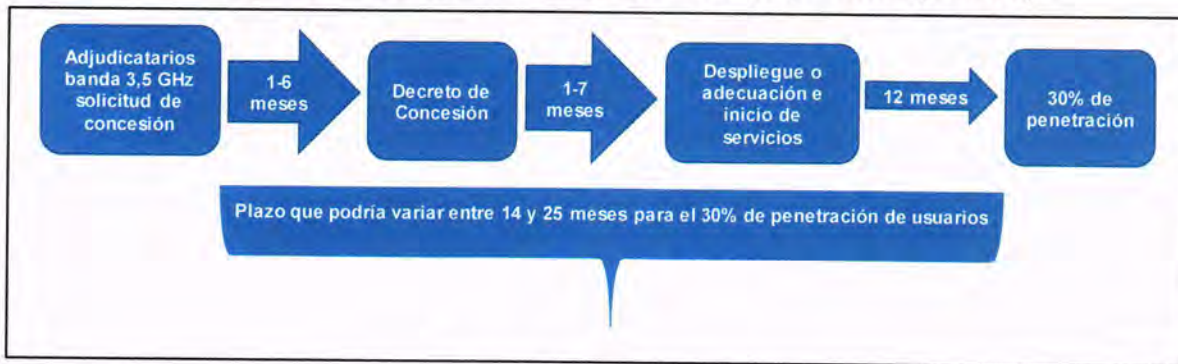 Adjudicatarios
banda 3,5 GHz
solicitud de
concesión
1-6
meses
Decreto de
Concesión
1-7
meses
Despliegue o
adecuación e
inicio de
servicios
12 meses
30% de
penetración
Plazo que podría variar entre 14 y 25 meses para el 30% de penetración de usuarios